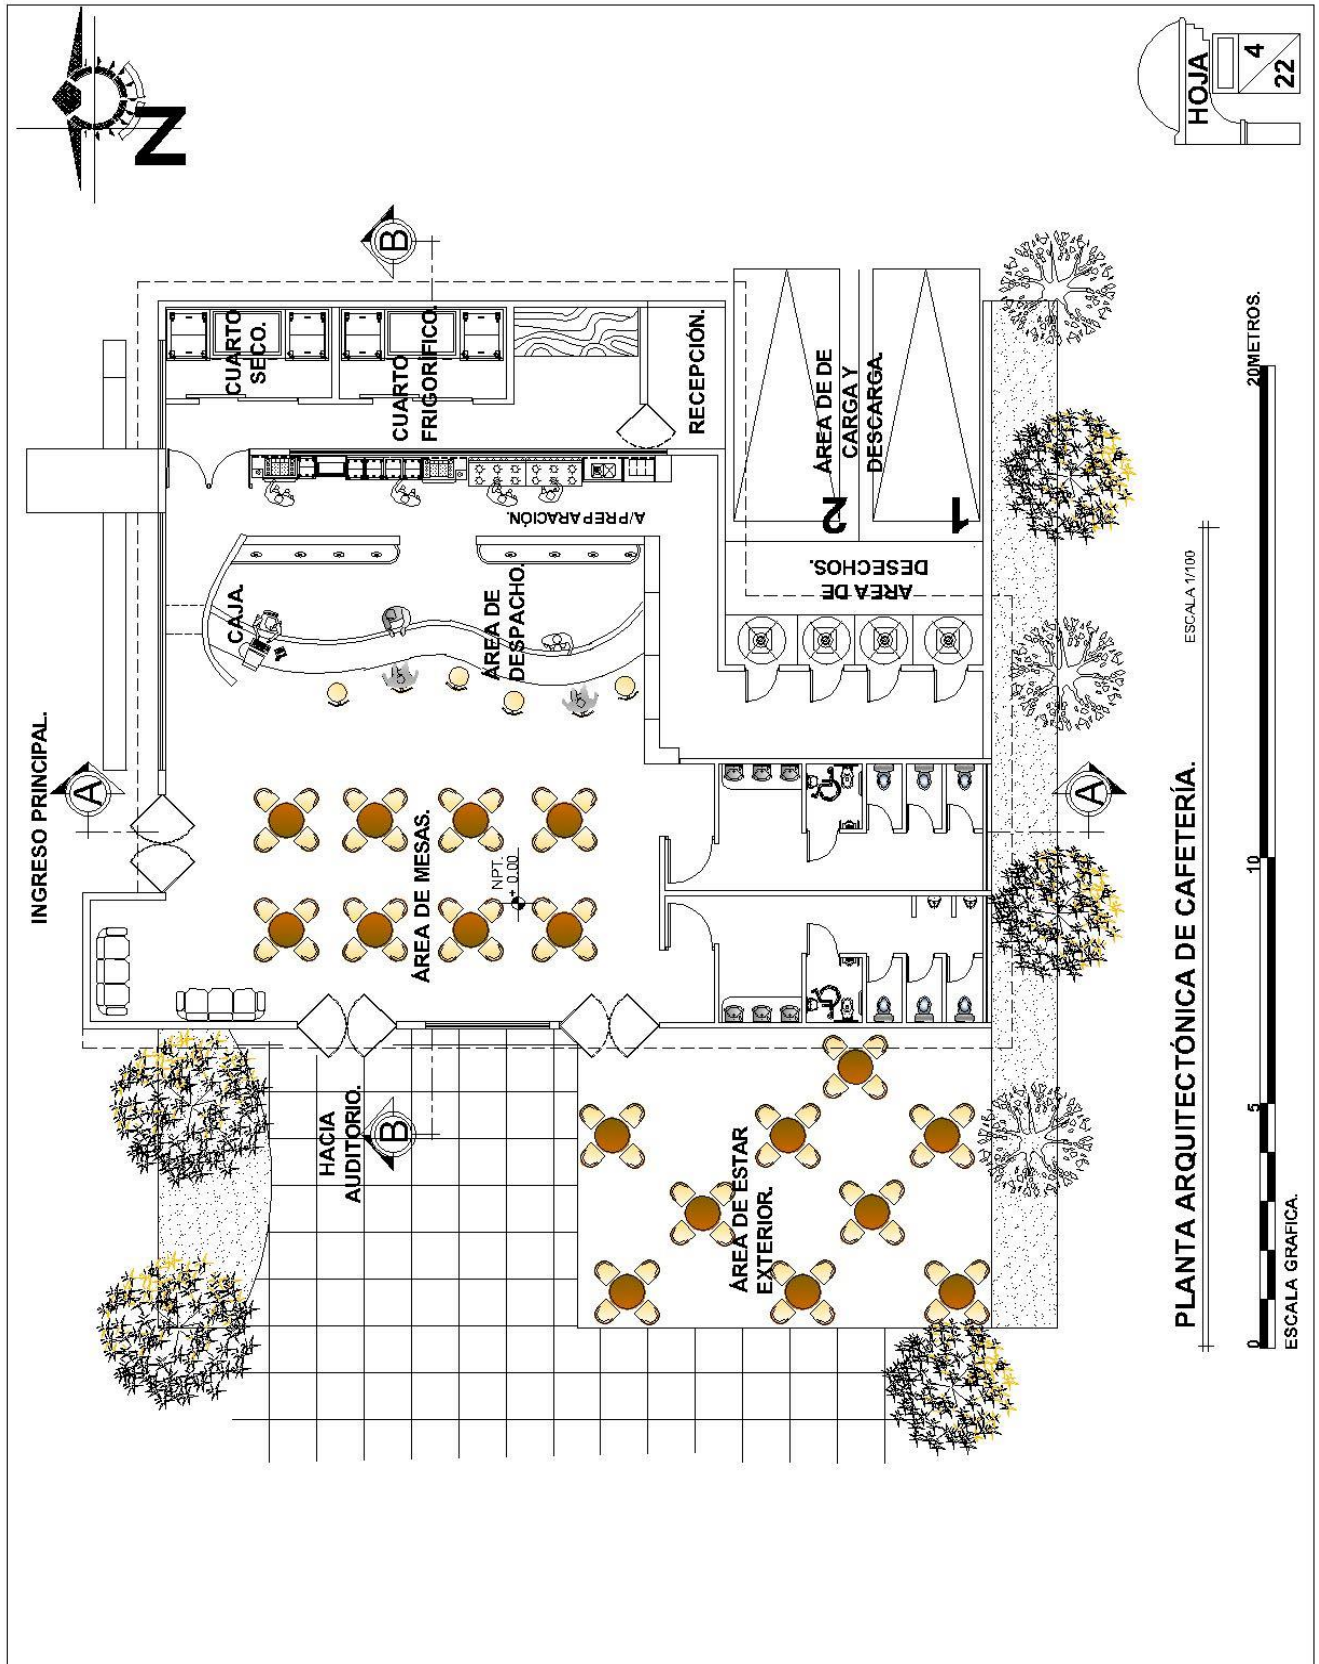 N
HOJA
4
22
INGRESO PRINCIPAL.
A
B
CUARTO
SECO.
CUARTO
FRIGORÍFICO.
RECEPCIÓN.
A/PREPARACIÓN.
CAJA.
ÁREA DE
DESPACHO.
ÁREA DE DE
CARGA Y
DESCARGA.
2
1
AREA DE
DESECHOS.
ÁREA DE MESAS.
NPT.
+ 0.00
A
HACIA
AUDITORIO.
B
ÁREA DE ESTAR
EXTERIOR.
PLANTA ARQUITECTÓNICA DE CAFETERÍA.
ESCALA 1/100
0
5
10
20METROS.
ESCALA GRAFICA.